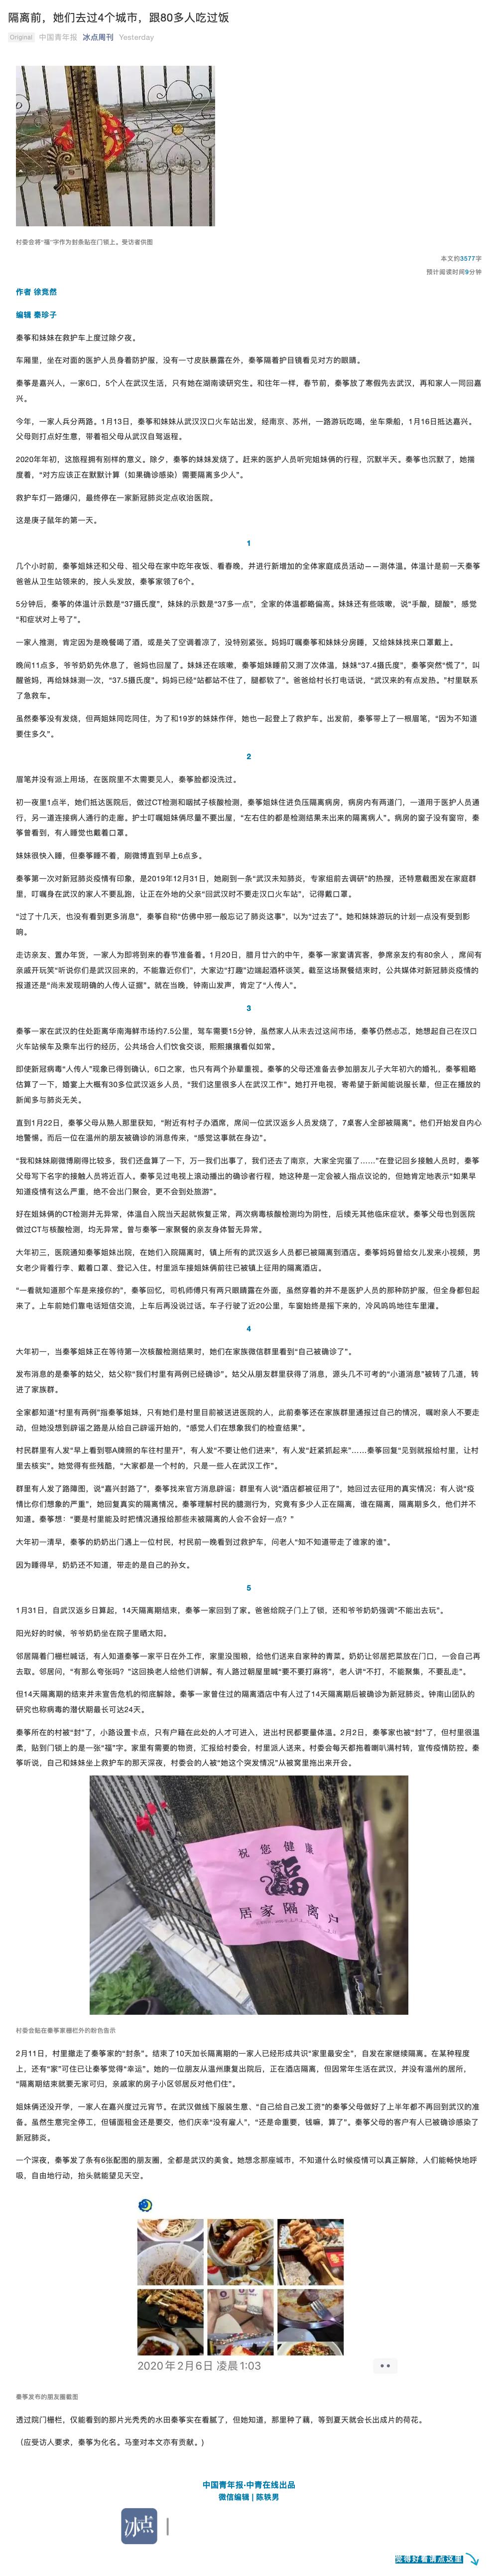 隔离前，她们去过4个城市，跟80多人吃过饭
Original 中国青年报 冰点周刊 Yesterday
村委会将“福”字作为封条贴在门锁上。受访者供图
本文约3577字
预计阅读时间9分钟
作者 徐竟然
编辑 秦珍子
秦筝和妹妹在救护车上度过除夕夜。
车厢里，坐在对面的医护人员身着防护服，没有一寸皮肤暴露在外，秦筝隔着护目镜看见对方的眼睛。
秦筝是嘉兴人，一家6口，5个人在武汉生活，只有她在湖南读研究生。和往年一样，春节前，秦筝放了寒假先去武汉，再和家人一同回嘉
兴。
今年，一家人兵分两路。1月13日，秦筝和妹妹从武汉汉口火车站出发，经南京、苏州，一路游玩吃喝，坐车乘船，1月16日抵达嘉兴。
父母则打点好生意，带着祖父母从武汉自驾返程。
2020年年初，这旅程拥有别样的意义。除夕，秦筝的妹妹发烧了。赶来的医护人员听完姐妹俩的行程，沉默半天。秦筝也沉默了，她揣
度着，“对方应该正在默默计算（如果确诊感染）需要隔离多少人”。
救护车灯一路爆闪，最终停在一家新冠肺炎定点收治医院。
这是庚子鼠年的第一天。
1
几个小时前，秦筝姐妹还和父母、祖父母在家中吃年夜饭、看春晚，并进行新增加的全体家庭成员活动——测体温。体温计是前一天秦筝
爸爸从卫生站领来的，按人头发放，秦筝家领了6个。
5分钟后，秦筝的体温计示数是“37摄氏度”，妹妹的示数是“37多一点”，全家的体温都略偏高。妹妹还有些咳嗽，说“手酸，腿酸”，感觉
“和症状对上号了”。
一家人推测，肯定因为是晚餐喝了酒，或是关了空调着凉了，没特别紧张。妈妈叮嘱秦筝和妹妹分房睡，又给妹妹找来口罩戴上。
晚间11点多，爷爷奶奶先休息了，爸妈也回屋了。妹妹还在咳嗽，秦筝姐妹睡前又测了次体温，妹妹“37.4摄氏度”，秦筝突然“慌了”，叫
醒爸妈，再给妹妹测一次，“37.5摄氏度”。妈妈已经“站都站不住了，腿都软了”。爸爸给村长打电话说，“武汉来的有点发热。”村里联系
了急救车。
虽然秦筝没有发烧，但两姐妹同吃同住，为了和19岁的妹妹作伴，她也一起登上了救护车。出发前，秦筝带上了一根眉笔，“因为不知道
要住多久”。
2
眉笔并没有派上用场，在医院里不太需要见人，秦筝脸都没洗过。
初一夜里1点半，她们抵达医院后，做过CT检测和咽拭子核酸检测，秦筝姐妹住进负压隔离病房，病房内有两道门，一道用于医护人员通
行，另一道连接病人通行的走廊。护士叮嘱姐妹俩尽量不要出屋，“左右住的都是检测结果未出来的隔离病人”。病房的窗子没有窗帘，秦
筝曾看到，有人睡觉也戴着口罩。
妹妹很快入睡，但秦筝睡不着，刷微博直到早上6点多。
秦筝第一次对新冠肺炎疫情有印象，是2019年12月31日，她刷到一条“武汉未知肺炎，专家组前去调研”的热搜，还特意截图发在家庭群
里，叮嘱身在武汉的家人不要乱跑，让正在外地的父亲“回武汉时不要走汉口火车站”，记得戴口罩。
“过了十几天，也没有看到更多消息”，秦筝自称“仿佛中邪一般忘记了肺炎这事”，以为“过去了”。她和妹妹游玩的计划一点没有受到影
响。
走访亲友、置办年货，一家人为即将到来的春节准备着。1月20日，腊月廿六的中午，秦筝一家宴请宾客，参席亲友约有80余人 ，席间有
亲戚开玩笑“听说你们是武汉回来的，不能靠近你们”，大家边“打趣”边端起酒杯谈笑。截至这场聚餐结束时，公共媒体对新冠肺炎疫情的
报道还是“尚未发现明确的人传人证据”。就在当晚，钟南山发声，肯定了“人传人”。
3
秦筝一家在武汉的住处距离华南海鲜市场约7.5公里，驾车需要15分钟，虽然家人从未去过这间市场，秦筝仍然忐忑，她想起自己在汉口
火车站候车及乘车出行的经历，公共场合人们饮食交谈，熙熙攘攘看似如常。
即使新冠病毒“人传人”现象已得到确认，6口之家，也只有两个孙辈重视。秦筝的父母还准备去参加朋友儿子大年初六的婚礼，秦筝粗略
估算了一下，婚宴上大概有30多位武汉返乡人员，“我们这里很多人在武汉工作”。她打开电视，寄希望于新闻能说服长辈，但正在播放的
新闻多与肺炎无关。
直到1月22日，秦筝父母从熟人那里获知，“附近有村子办酒席，席间一位武汉返乡人员发烧了，7桌客人全部被隔离”。他们开始发自内心
地警惕。而后一位在温州的朋友被确诊的消息传来，“感觉这事就在身边”。
“我和妹妹刷微博刷得比较多，我们还盘算了一下，万一我们出事了，我们还去了南京，大家全完蛋了……”在登记回乡接触人员时，秦筝
父母写下名字的接触人员将近百人。秦筝见过电视上滚动播出的确诊者行程，她这种是一定会被人指点议论的，但她肯定地表示“如果早
知道疫情有这么严重，绝不会出门聚会，更不会到处旅游”。
好在姐妹俩的CT检测并无异常，体温自入院当天起就恢复正常，两次病毒核酸检测均为阴性，后续无其他临床症状。秦筝父母也到医院
做过CT与核酸检测，均无异常。曾与秦筝一家聚餐的亲友身体暂无异常。
大年初三，医院通知秦筝姐妹出院，在她们入院隔离时，镇上所有的武汉返乡人员都已被隔离到酒店。秦筝妈妈曾给女儿发来小视频，男
女老少背着行李、戴着口罩、登记入住。村里派车接姐妹俩前往已被镇上征用的隔离酒店。
“一看就知道那个车是来接你的”，秦筝回忆，司机师傅只有两只眼睛露在外面，虽然穿着的并不是医护人员的那种防护服，但全身都包起
来了。上车前她们靠电话短信交流，上车后再没说过话。车子行驶了近20公里，车窗始终是摇下来的，冷风呜呜地往车里灌。
4
大年初一，当秦筝姐妹正在等待第一次核酸检测结果时，她们在家族微信群里看到“自己被确诊了”。
发布消息的是秦筝的姑父，姑父称“我们村里有两例已经确诊”。姑父从朋友群里获得了消息，源头几不可考的“小道消息”被转了几道，转
进了家族群。
全家都知道“村里有两例”指秦筝姐妹，只有她们是村里目前被送进医院的人，此前秦筝还在家族群里通报过自己的情况，嘱咐亲人不要走
动，但她没想到辟谣之路是从给自己辟谣开始的，“感觉人们在想象我们的检查结果”。
村民群里有人发“早上看到鄂A牌照的车往村里开”，有人发“不要让他们进来”，有人发“赶紧抓起来”……秦筝回复“见到就报给村里，让村
里去核实”。她觉得有些残酷，“大家都是一个村的，只是一些人在武汉工作”。
群里有人发了路障图，说“嘉兴封路了”，秦筝找来官方消息辟谣；群里有人说“酒店都被征用了”，她回过去征用的真实情况；有人说“疫
情比你们想象的严重”，她回复真实的隔离情况。秦筝理解村民的臆测行为，究竟有多少人正在隔离，谁在隔离，隔离期多久，他们并不
知道。秦筝想：“要是村里能及时把情况通报给那些未被隔离的人会不会好一点？”
大年初一清早，秦筝的奶奶出门遇上一位村民，村民前一晚看到过救护车，问老人“知不知道带走了谁家的谁”。
因为睡得早，奶奶还不知道，带走的是自己的孙女。
5
1月31日，自武汉返乡日算起，14天隔离期结束，秦筝一家回到了家。爸爸给院子门上了锁，还和爷爷奶奶强调“不能出去玩”。
阳光好的时候，爷爷奶奶坐在院子里晒太阳。
邻居隔着门栅栏喊话，有人知道秦筝一家平日在外工作，家里没囤粮，给他们送来自家种的青菜。奶奶让邻居把菜放在门口，一会自己再
去取。邻居问，“有那么夸张吗？”这回换老人给他们讲解。有人路过朝屋里喊“要不要打麻将”，老人讲“不打，不能聚集，不要乱走”。
但14天隔离期的结束并未宣告危机的彻底解除。秦筝一家曾住过的隔离酒店中有人过了14天隔离期后被确诊为新冠肺炎。钟南山团队的
研究也称病毒的潜伏期最长可达24天。
秦筝所在的村被“封”了，小路设置卡点，只有户籍在此处的人才可进入，进出村民都要量体温。2月2日，秦筝家也被“封”了，但村里很温
柔，贴到门锁上的是一张“福”字。家里有需要的物资，汇报给村委会，村里派人送来。村委会每天都拖着喇叭满村转，宣传疫情防控。秦
筝听说，自己和妹妹坐上救护车的那天深夜，村委会的人被“她这个突发情况”从被窝里拖出来开会。
祝您健康
福
居家隔离户
村委会贴在秦筝家栅栏外的粉色告示
2月11日，村里撤走了秦筝家的“封条”。结束了10天加长隔离期的一家人已经形成共识“家里最安全”，自发在家继续隔离。在某种程度
上，还有“家”可住已让秦筝觉得“幸运”。她的一位朋友从温州康复出院后，正在酒店隔离，但因常年生活在武汉，并没有温州的居所，
“隔离期结束就要无家可归，亲戚家的房子小区邻居反对他们住”。
姐妹俩还没开学，一家人在嘉兴度过元宵节。在武汉做线下服装生意、“自己给自己发工资”的秦筝父母做好了上半年都不再回到武汉的准
备。虽然生意完全停工，但铺面租金还是要交，他们庆幸“没有雇人”，“还是命重要，钱嘛，算了”。秦筝父母的客户有人已被确诊感染了
新冠肺炎。
一个深夜，秦筝发了条有6张配图的朋友圈，全都是武汉的美食。她想念那座城市，不知道什么时候疫情可以真正解除，人们能畅快地呼
吸，自由地行动，抬头就能望见天空。
2020年2月6日 凌晨1:03
秦筝发布的朋友圈截图
透过院门栅栏，仅能看到的那片光秃秃的水田秦筝实在看腻了，但她知道，那里种了藕，等到夏天就会长出成片的荷花。
（应受访人要求，秦筝为化名。马奎对本文亦有贡献。）
中国青年报·中青在线出品
微信编辑 | 陈轶男
冰点
觉得好看请点这里